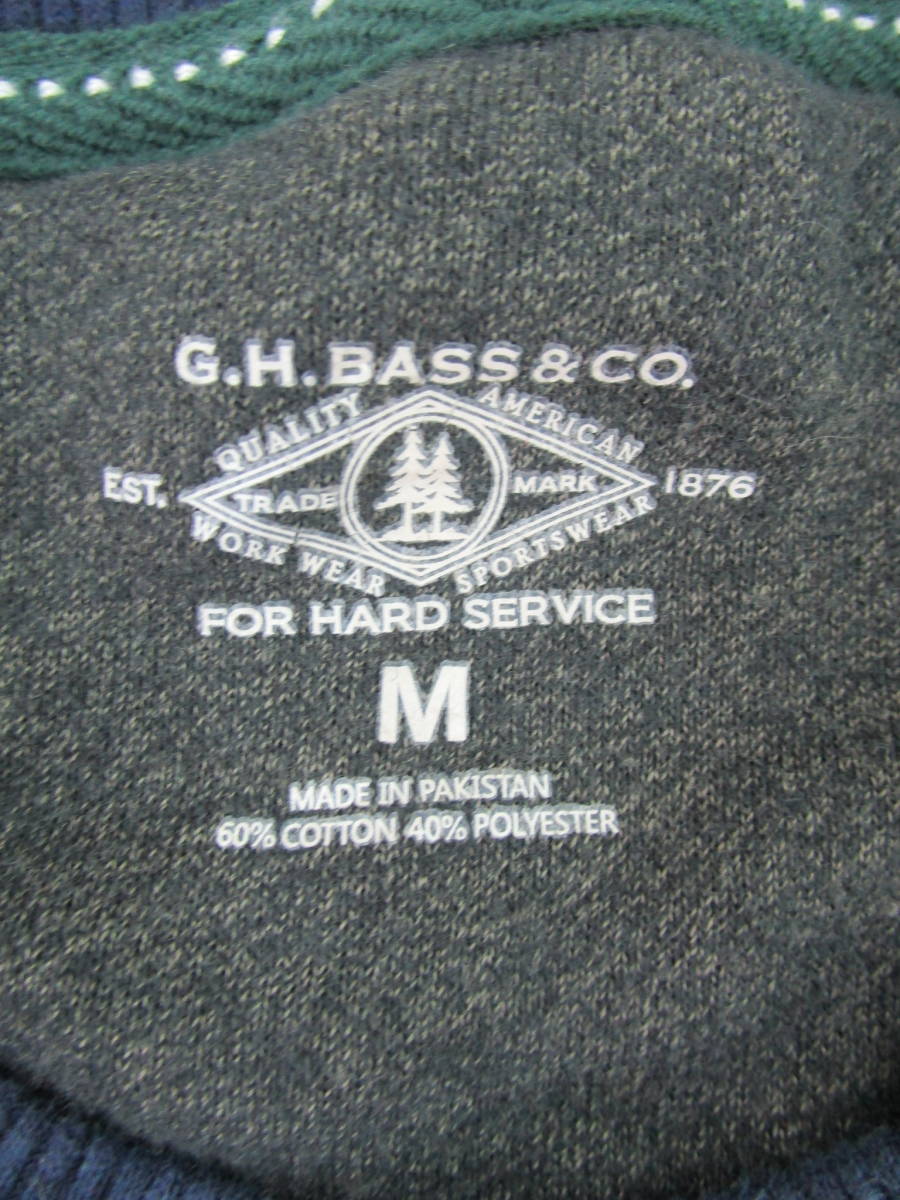 G.H. BASS & CO.
QUALITY AMERICAN
EST. TRADE MARK 1876
WORK WEAR SPORTSWEAR
FOR HARD SERVICE
M
MADE IN PAKISTAN
60% COTTON 40% POLYESTER